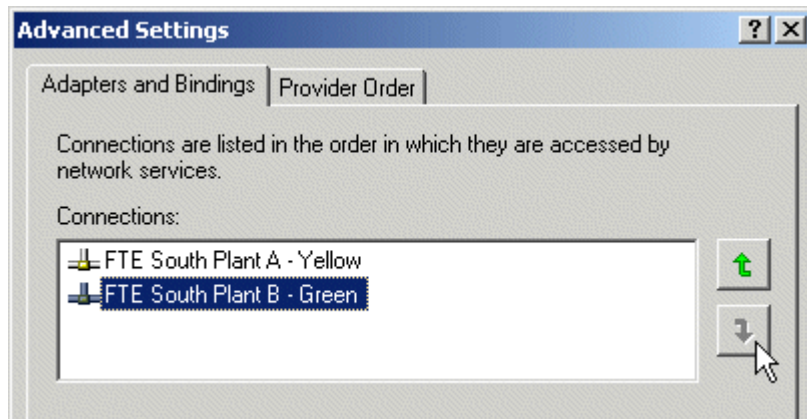 Advanced Settings
Adapters and Bindings
Provider Order
Connections are listed in the order in which they are accessed by
network services.
Connections:
FTE South Plant A - Yellow
FTE South Plant B - Green